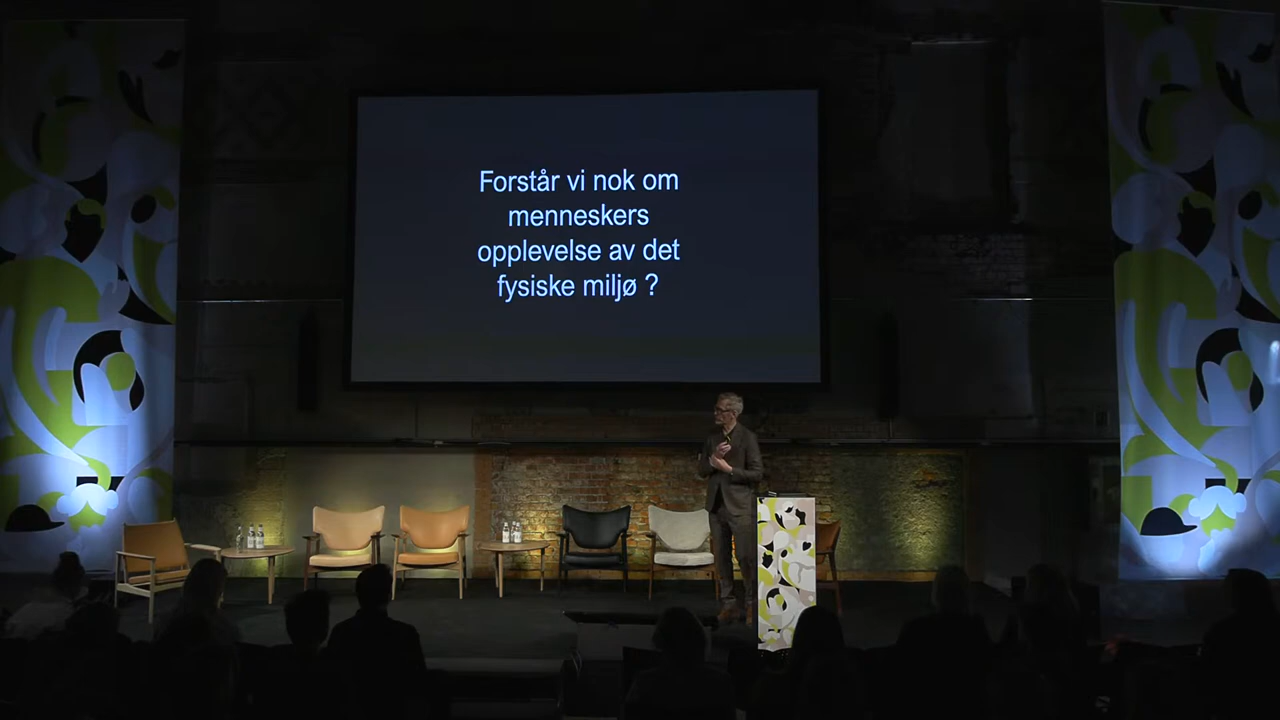 Forstår vi nok om
menneskers
opplevelse av det
fysiske miljø ?